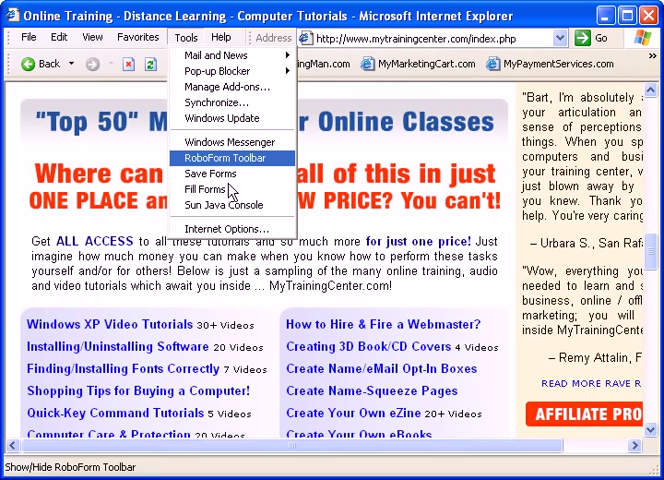 Online Training - Distance Learning - Computer Tutorials - Microsoft Internet Explorer
File Edit View Favorites Tools Help Address http://www.mytrainingcenter.com/index.php Go
Back ingMan.com MyMarketingCart.com MyPaymentServices.com
Mail and News
Pop-up Blocker
Manage Add-ons...
Synchronize...
Windows Update
Windows Messenger
RoboForm Toolbar
Save Forms
Fill Forms
Sun Java Console
Internet Options...
"Top 50" M r Online Classes
Where can all of this in just
ONE PLACE an W PRICE? You can't!
Get ALL ACCESS to all these tutorials and so much more for just one price! Just
imagine how much money you can make when you know how to perform these tasks
yourself and/or for others! Below is just a sampling of the many online training, audio
and video tutorials which await you inside ... MyTrainingCenter.com!
Windows XP Video Tutorials 30+ Videos
Installing/Uninstalling Software 20 Videos
Finding/Installing Fonts Correctly 7 Videos
Shopping Tips for Buying a Computer!
Quick-Key Command Tutorials 5 Videos
Computer Care & Protection 20 Videos
How to Hire & Fire a Webmaster?
Creating 3D Book/CD Covers 4 Videos
Create Name/eMail Opt-In Boxes
Create Name-Squeeze Pages
Create Your Own eZine 20+ Videos
Create Your Own eBooks
"Bart, I'm absolutely
your articulation an
sense of perceptions
things. When you sp
computers and busi
your training center, v
just blown away by
you know. Thank yo
help. You're very caring
– Urbara S., San Rafa
"Wow, everything you
needed to learn and s
business, online / offl
marketing; you will
inside MyTrainingCente
– Remy Attalin, F
READ MORE RAVE R
AFFILIATE PRO
Show/Hide RoboForm Toolbar